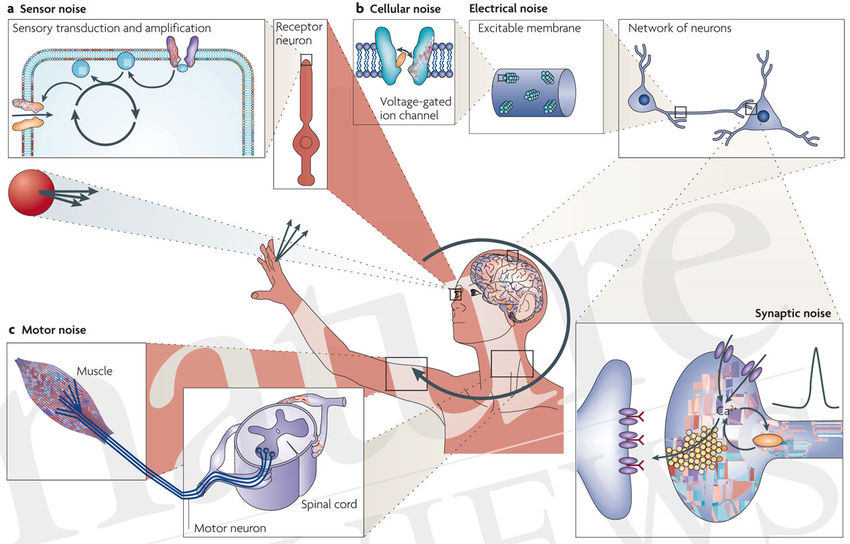 a Sensor noise
Sensory transduction and amplification
Receptor
neuron
b Cellular noise
Voltage-gated
ion channel
Electrical noise
Excitable membrane
Network of neurons
Synaptic noise
Ca2+
c Motor noise
Muscle
Spinal cord
Motor neuron
nature
REVIEWS